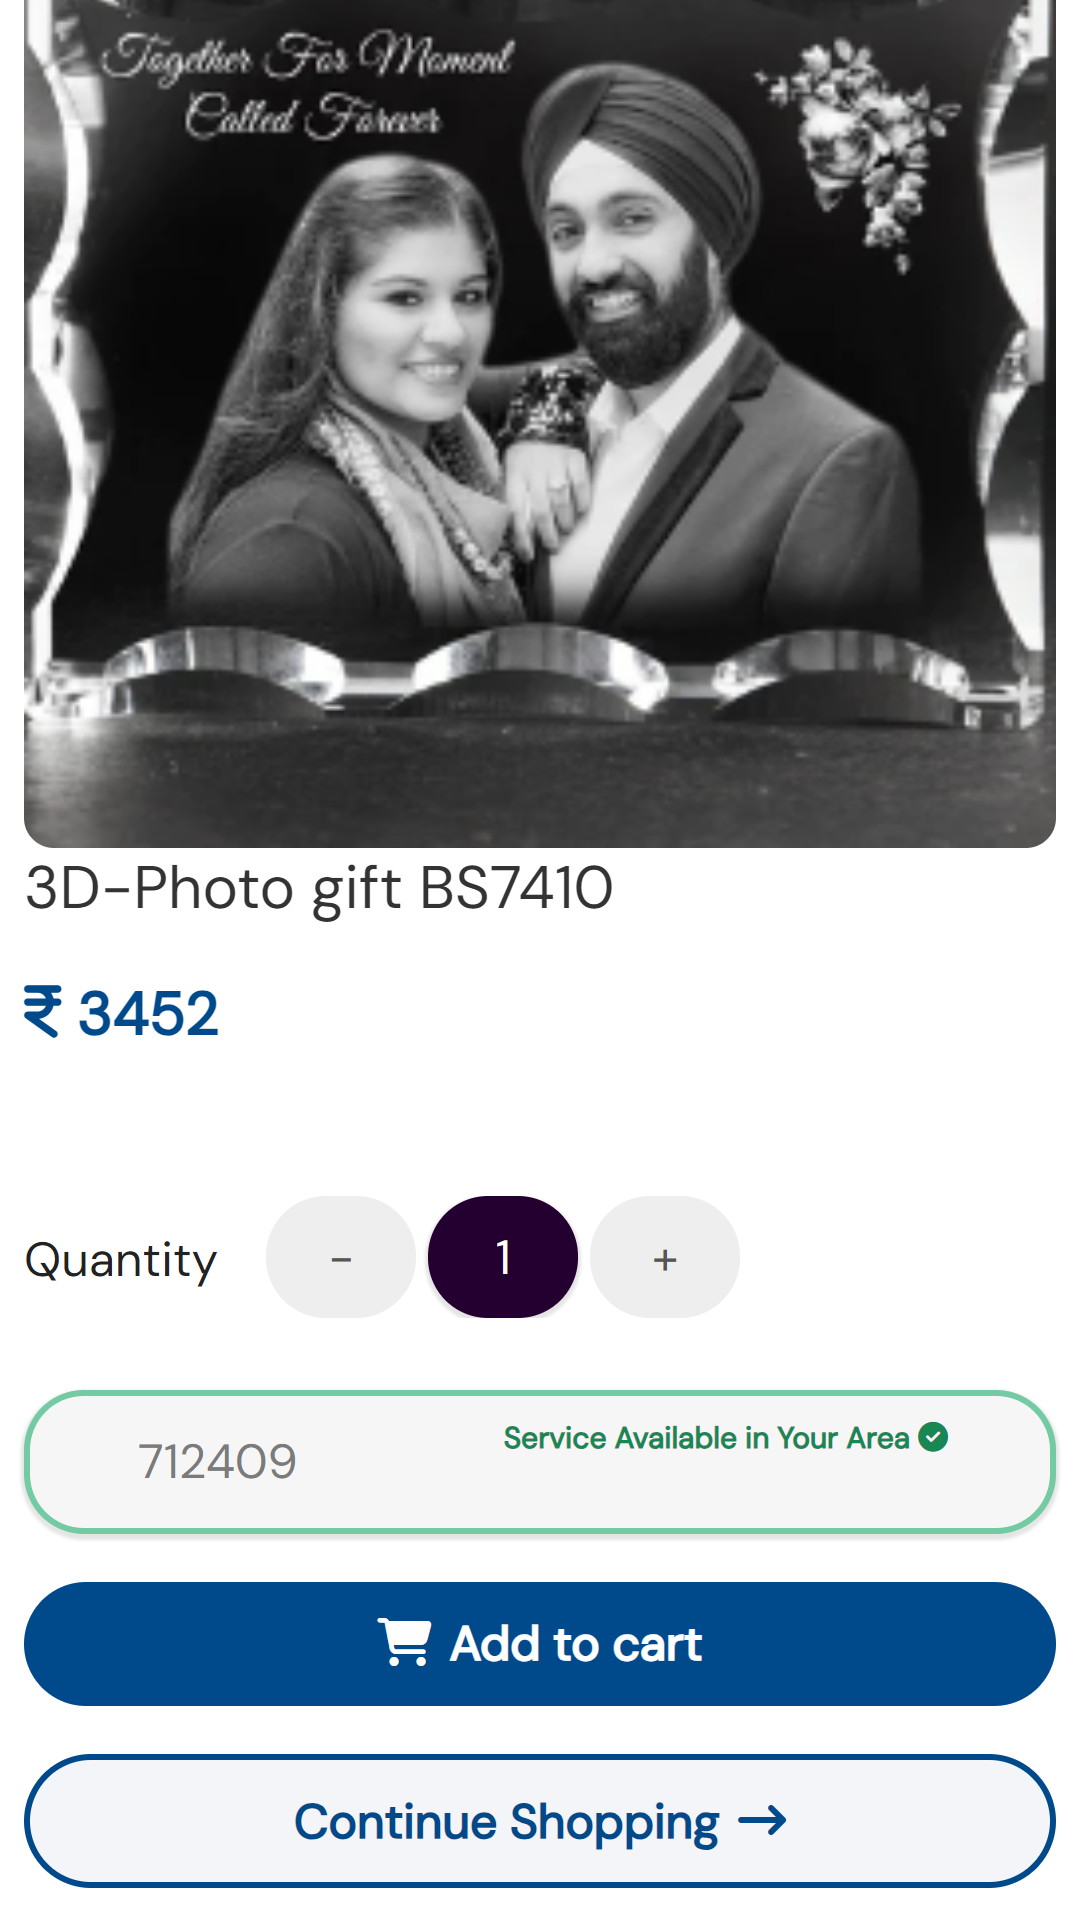 Together For Moment
Called Forever
3D-Photo gift BS7410
₹ 3452
Quantity - 1 +
712409 Service Available in Your Area
Add to cart
Continue Shopping →